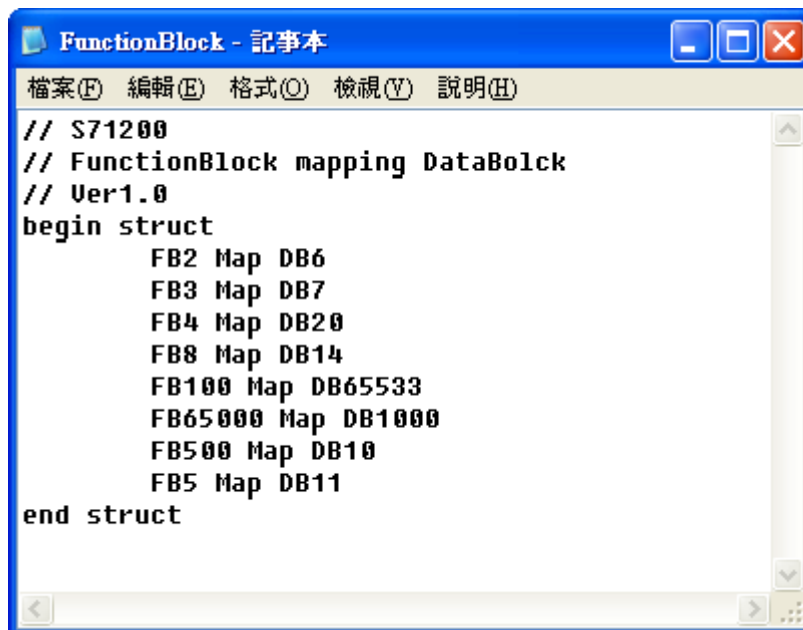 FunctionBlock - 記事本
檔案(F) 編輯(E) 格式(O) 檢視(V) 說明(H)
// S71200
// FunctionBlock mapping DataBolck
// Ver1.0
begin struct
FB2 Map DB6
FB3 Map DB7
FB4 Map DB20
FB8 Map DB14
FB100 Map DB65533
FB65000 Map DB1000
FB500 Map DB10
FB5 Map DB11
end struct